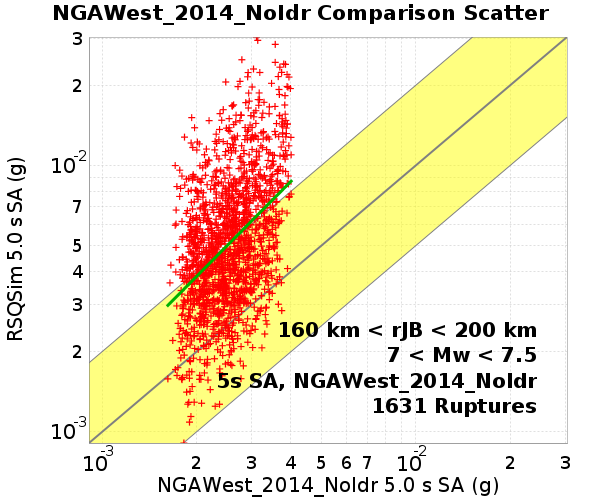 NGAWest_2014_NoIdr Comparison Scatter
3
2
10-2
7
5
4
3
2
10-3
RSQSim 5.0 s SA (g)
160 km < rJB < 200 km
7 < Mw < 7.5
5s SA, NGAWest_2014_NoIdr
1631 Ruptures
10-3 2 3 4 5 6 7 10-2 2 3
NGAWest_2014_NoIdr 5.0 s SA (g)